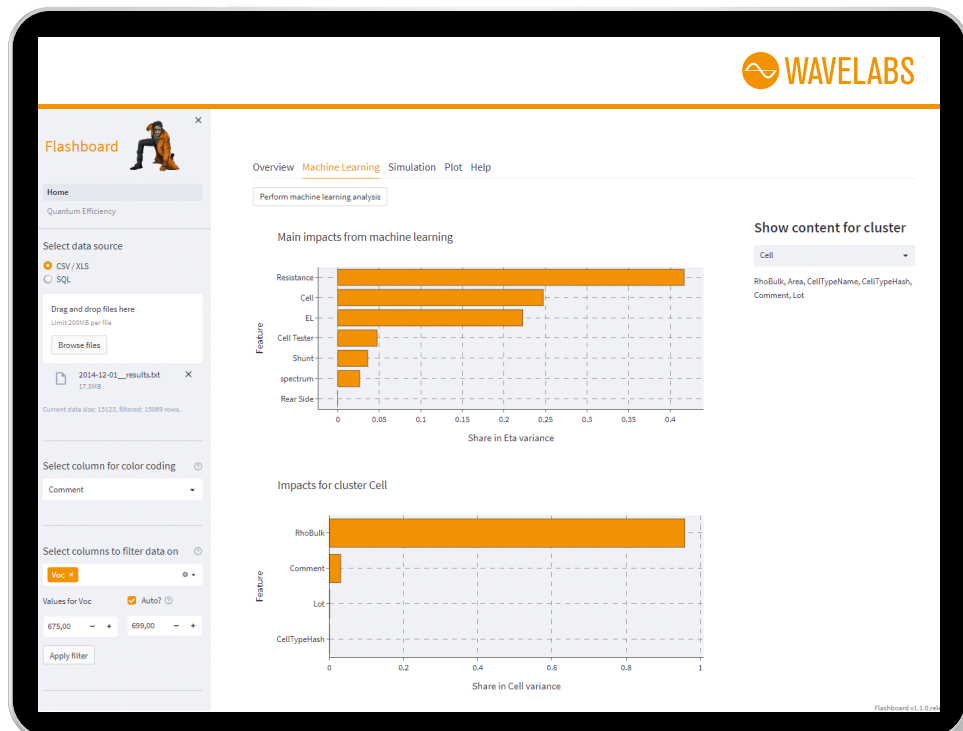 WAVELABS
×
Flashboard
Home
Quantum Efficiency
Select data source
CSV / XLS
SQL
Drag and drop files here
Limit 200MB per file
Browse files
2014-12-01__results.txt
17.3MB
Current data size: 15123, filtered: 15089 rows.
Select column for color coding
Comment
Select columns to filter data on
Voc ×
Values for Voc
Auto?
675,00 − +
699,00 − +
Apply filter
Overview Machine Learning Simulation Plot Help
Perform machine learning analysis
Main impacts from machine learning
Feature
Resistance
Cell
EL
Cell Tester
Shunt
spectrum
Rear Side
0 0.05 0.1 0.15 0.2 0.25 0.3 0.35 0.4
Share in Eta variance
Impacts for cluster Cell
Feature
RhoBulk
Comment
Lot
CellTypeHash
0 0.2 0.4 0.6 0.8 1
Share in Cell variance
Show content for cluster
Cell
RhoBulk, Area, CellTypeName, CellTypeHash,
Comment, Lot
Flashboard v1.1.0.rele